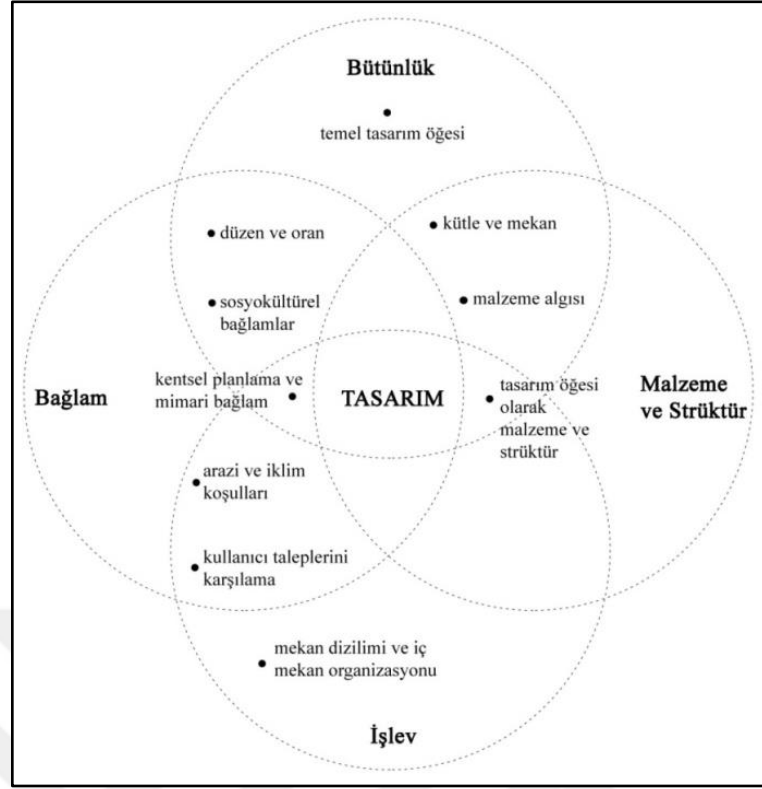 Bütünlük
temel tasarım öğesi
düzen ve oran
kütle ve mekan
sosyokültürel
bağlamlar
malzeme algısı
Bağlam
kentsel planlama ve
mimari bağlam
TASARIM
tasarım öğesi
olarak
malzeme ve
strüktür
Malzeme
ve Strüktür
arazi ve iklim
koşulları
kullanıcı taleplerini
karşılama
mekan dizilimi ve iç
mekan organizasyonu
İşlev